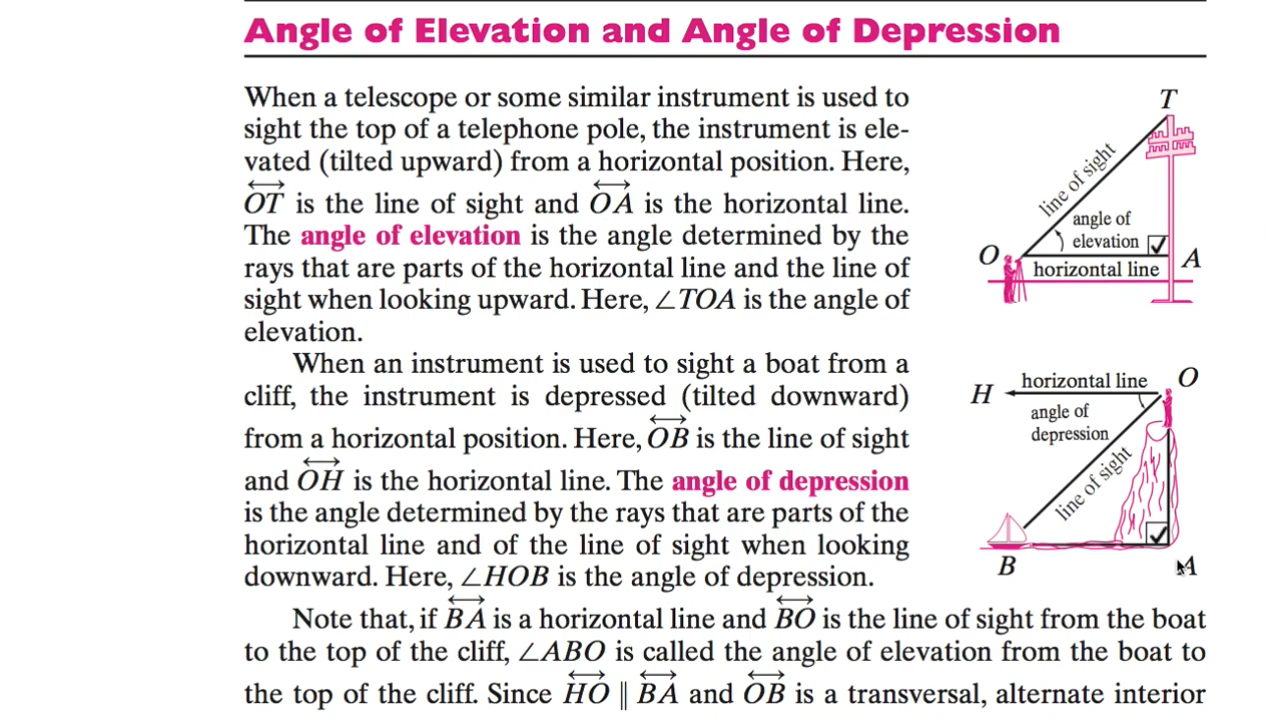 Angle of Elevation and Angle of Depression
When a telescope or some similar instrument is used to
sight the top of a telephone pole, the instrument is ele-
vated (tilted upward) from a horizontal position. Here,
OT is the line of sight and OA is the horizontal line.
The angle of elevation is the angle determined by the
rays that are parts of the horizontal line and the line of
sight when looking upward. Here, ∠TOA is the angle of
elevation.
T
line of sight
angle of
elevation
O
A
horizontal line
When an instrument is used to sight a boat from a
cliff, the instrument is depressed (tilted downward)
from a horizontal position. Here, OB is the line of sight
and OH is the horizontal line. The angle of depression
is the angle determined by the rays that are parts of the
horizontal line and of the line of sight when looking
downward. Here, ∠HOB is the angle of depression.
horizontal line
O
H
angle of
depression
line of sight
B
A
Note that, if BA is a horizontal line and BO is the line of sight from the boat
to the top of the cliff, ∠ABO is called the angle of elevation from the boat to
the top of the cliff. Since HO ∥ BA and OB is a transversal, alternate interior